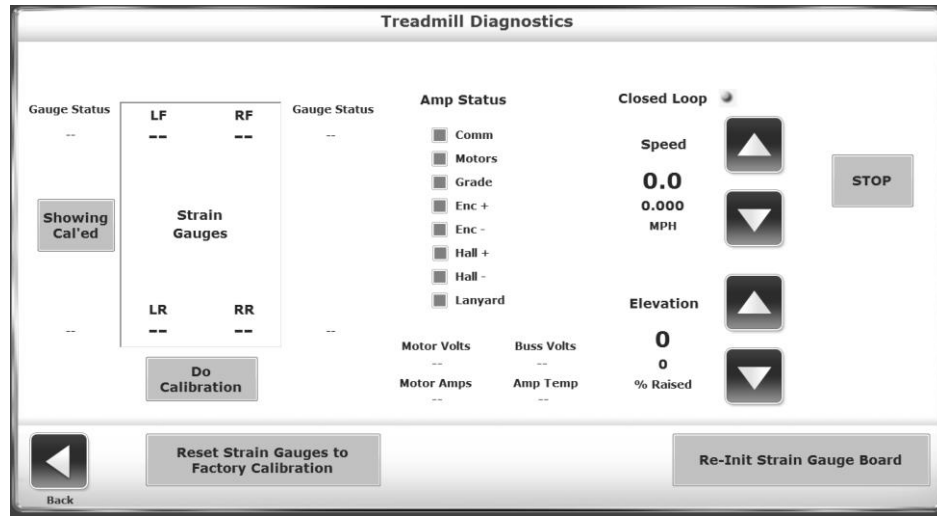 Treadmill Diagnostics
Gauge Status
--
LF
RF
--
--
Gauge Status
--
Showing
Cal'ed
Strain
Gauges
LR
RR
--
--
--
--
Do
Calibration
Amp Status
Comm
Motors
Grade
Enc +
Enc -
Hall +
Hall -
Lanyard
Motor Volts
--
Buss Volts
--
Motor Amps
--
Amp Temp
--
Closed Loop
Speed
0.0
0.000
MPH
Elevation
0
0
% Raised
STOP
Back
Reset Strain Gauges to
Factory Calibration
Re-Init Strain Gauge Board